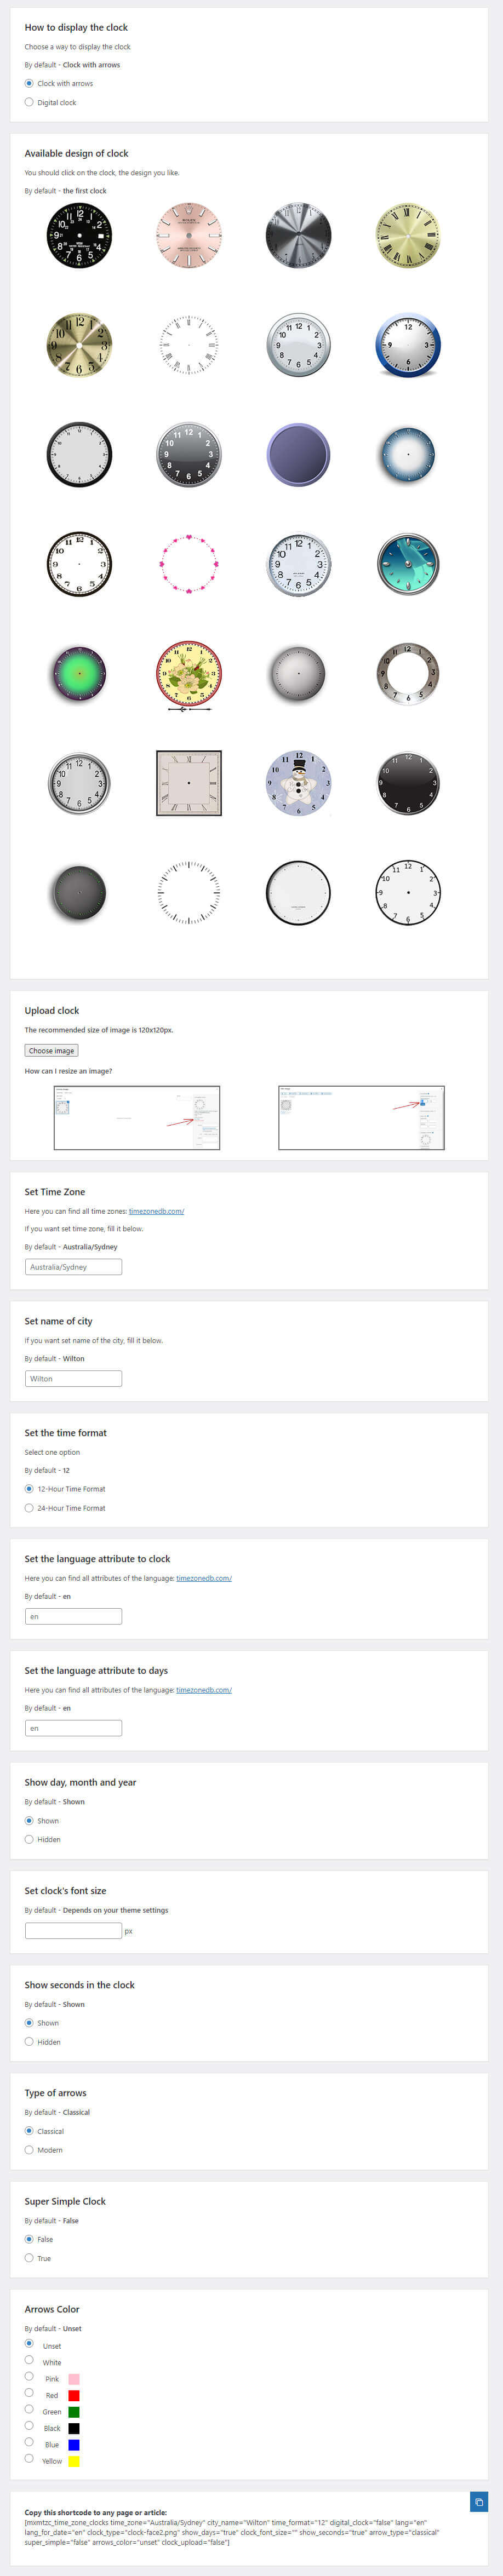 How to display the clock
Choose a way to display the clock
By default - Clock with arrows
Clock with arrows
Digital clock
Available design of clock
You should click on the clock, the design you like.
By default - the first clock
Upload clock
The recommended size of image is 120x120px.
Choose image
How can I resize an image?
Set Time Zone
Here you can find all time zones: timezonedb.com/
If you want set time zone, fill it below.
By default - Australia/Sydney
Australia/Sydney
Set name of city
If you want set name of the city, fill it below.
By default - Wilton
Wilton
Set the time format
Select one option
By default - 12
12-Hour Time Format
24-Hour Time Format
Set the language attribute to clock
Here you can find all attributes of the language: timezonedb.com/
By default - en
en
Set the language attribute to days
Here you can find all attributes of the language: timezonedb.com/
By default - en
en
Show day, month and year
By default - Shown
Shown
Hidden
Set clock's font size
By default - Depends on your theme settings
px
Show seconds in the clock
By default - Shown
Shown
Hidden
Type of arrows
By default - Classical
Classical
Modern
Super Simple Clock
By default - False
False
True
Arrows Color
By default - Unset
Unset
White
Pink
Red
Green
Black
Blue
Yellow
Copy this shortcode to any page or article:
[mxmtzc_time_zone_clocks time_zone="Australia/Sydney" city_name="Wilton" time_format="12" digital_clock="false" lang="en"
lang_for_date="en" clock_type="clock-face2.png" show_days="true" clock_font_size="" show_seconds="true" arrow_type="classical"
super_simple="false" arrows_color="unset" clock_upload="false"]